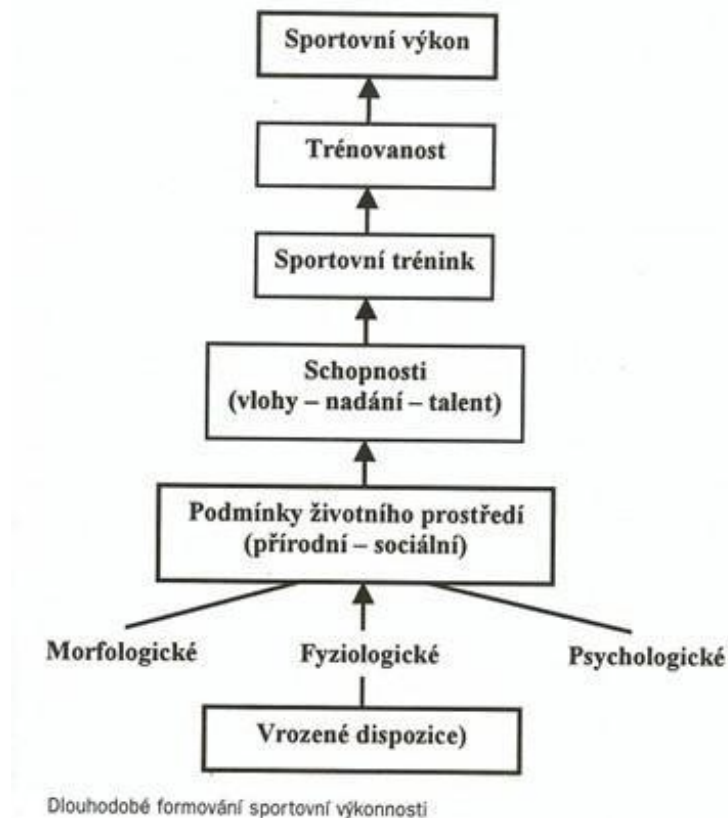 Sportovní výkon
Trénovanost
Sportovní trénink
Schopnosti
(vlohy – nadání – talent)
Podmínky životního prostředí
(přírodní – sociální)
Morfologické Fyziologické Psychologické
Vrozené dispozice)
Dlouhodobé formování sportovní výkonnosti